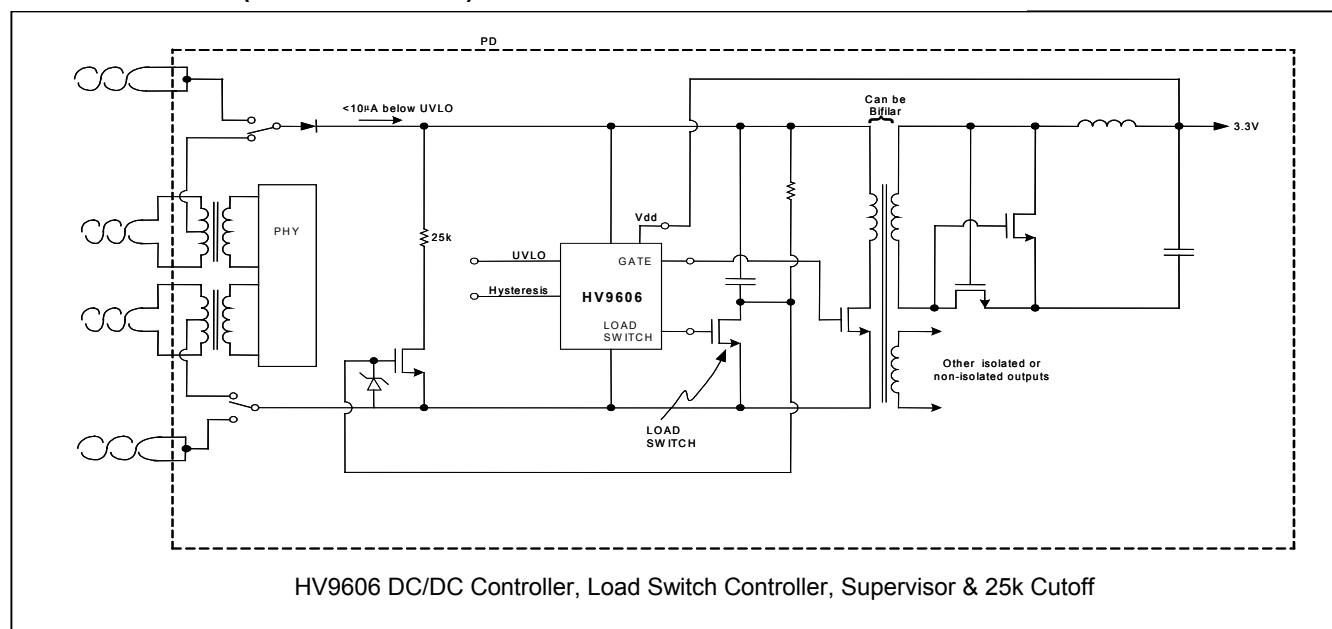 PD
<10µA below UVLO
Can be
Bifilar
3.3V
Vdd
PHY
25k
UVLO
GATE
Hysteresis
HV9606
LOAD
SWITCH
Other isolated or
non-isolated outputs
LOAD
SWITCH
HV9606 DC/DC Controller, Load Switch Controller, Supervisor & 25k Cutoff